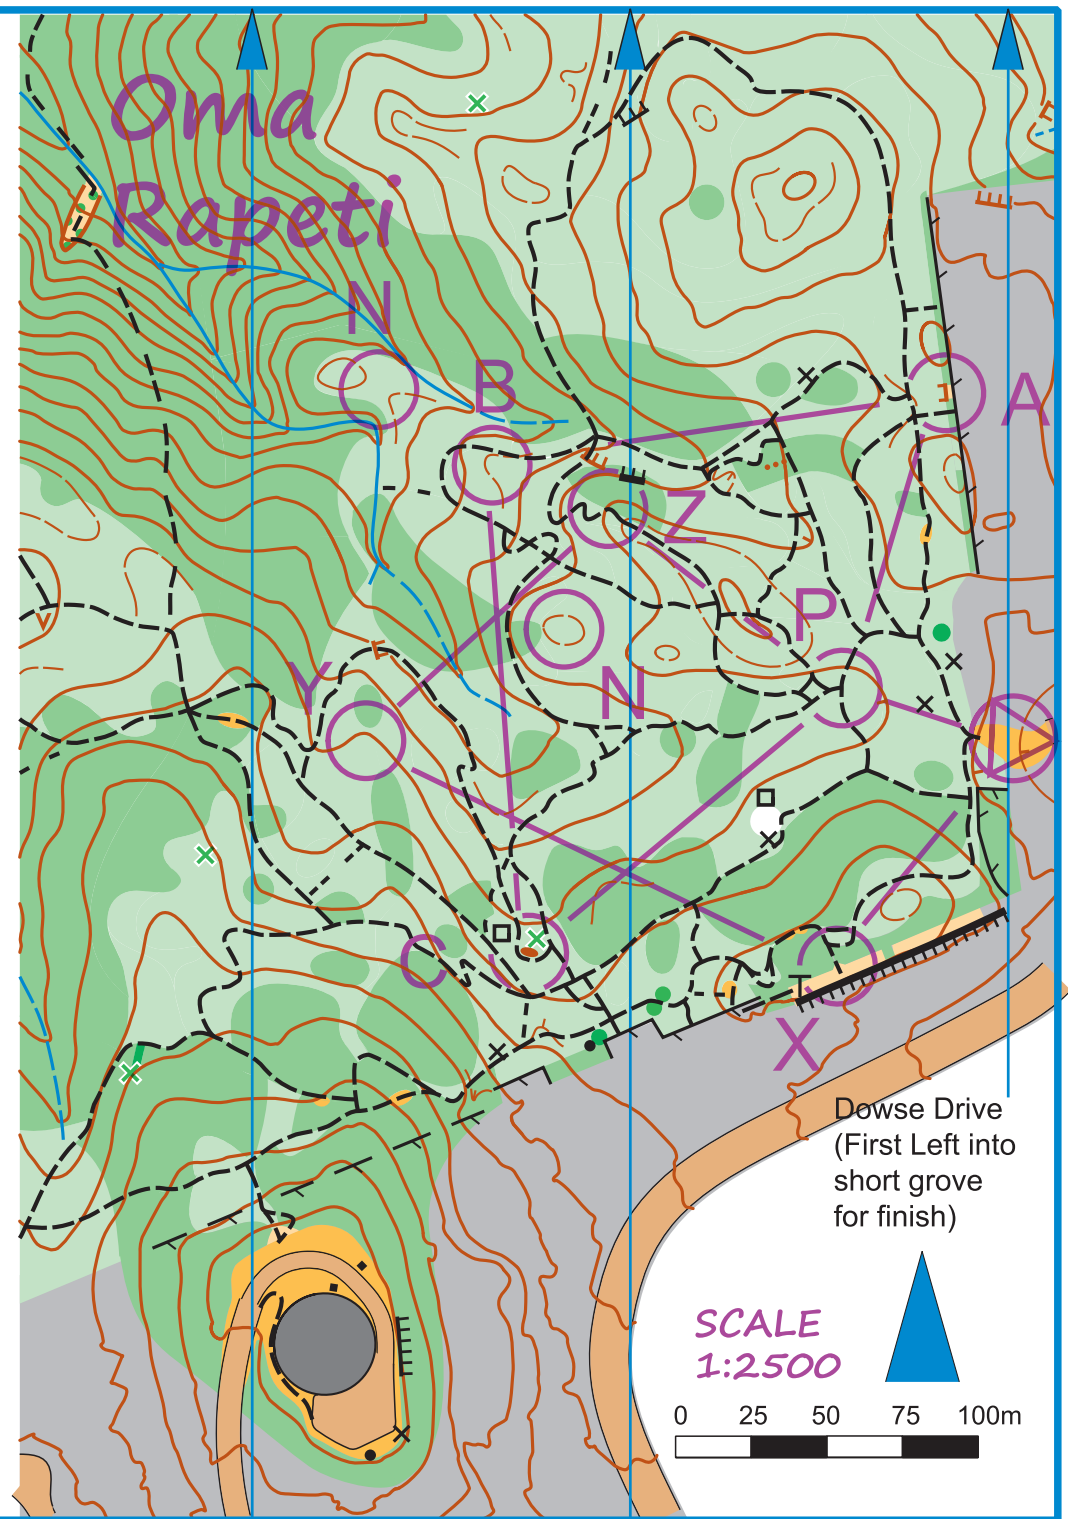 Oma
Rapeti
N
B
A
Z
P
Y
N
C
X
Dowse Drive
(First Left into
short grove
for finish)
SCALE
1:2500
0 25 50 75 100m